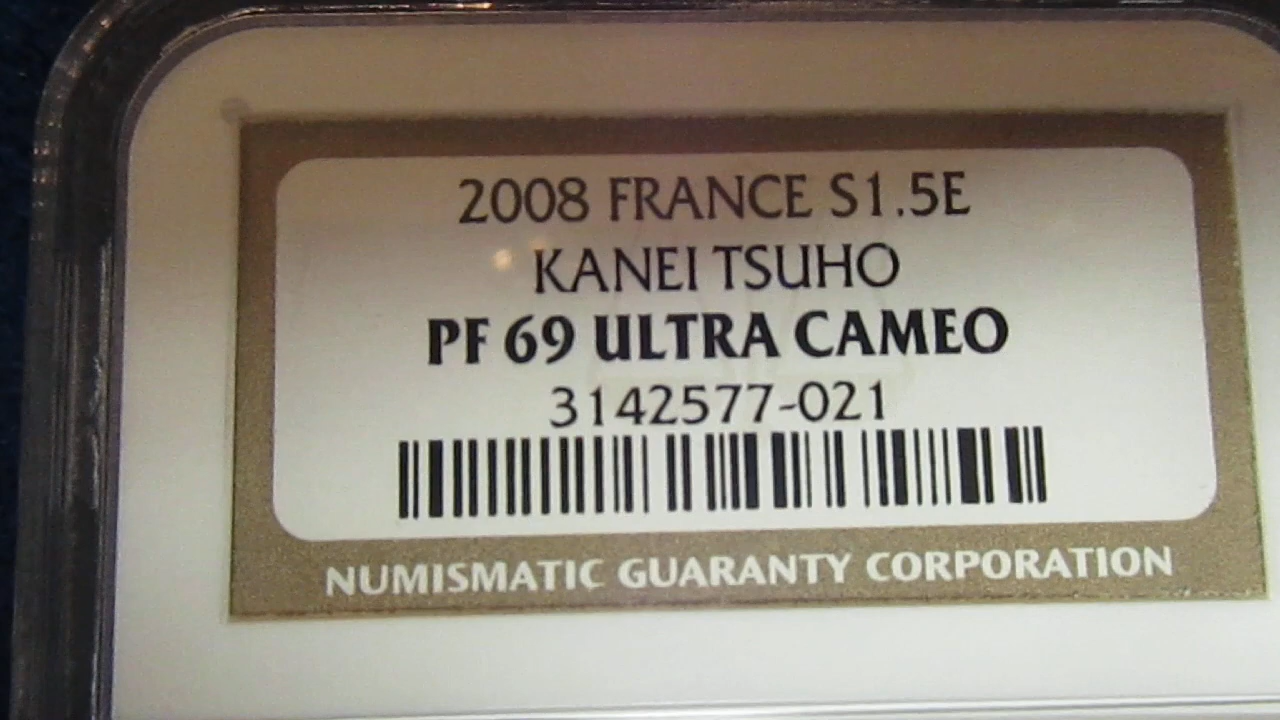 2008 FRANCE S1.5E
KANEI TSUHO
PF 69 ULTRA CAMEO
3142577-021
NUMISMATIC GUARANTY CORPORATION